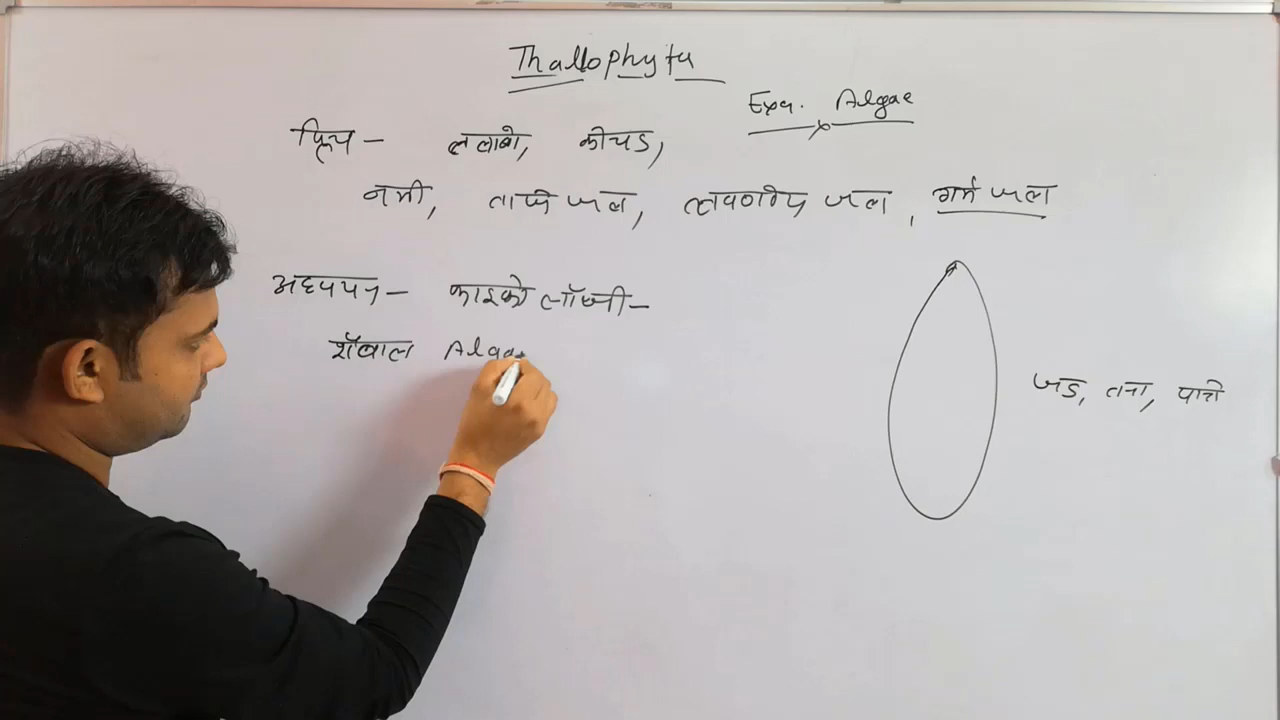 Thallophyta
Exa. Algae
तलाबो, कीचड,
नमी, ताजे जल, लवणीय जल, गर्म जल
अध्ययन - फाइकोलॉजी -
शैवाल Algae
जड, तना, पत्ती